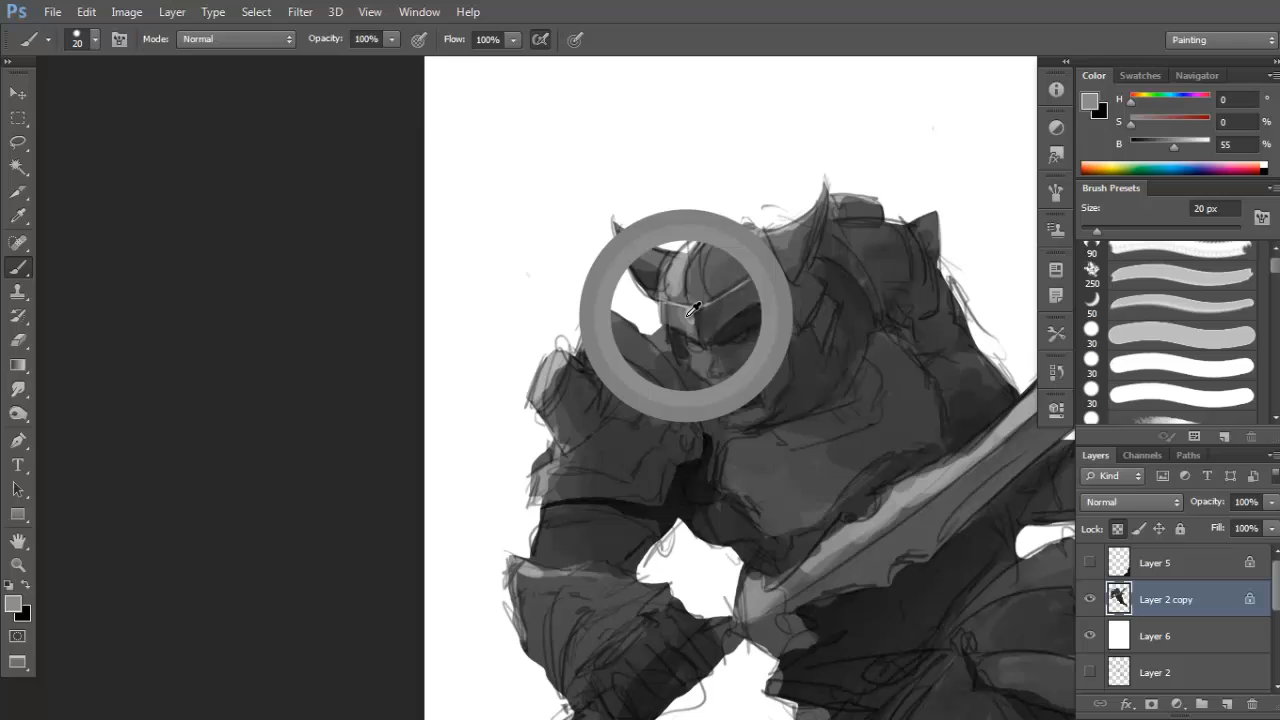 Ps File Edit Image Layer Type Select Filter 3D View Window Help
20 Mode: Normal Opacity: 100% Flow: 100% Painting
Color Swatches Navigator
H 0 °
S 0 %
B 55 %
Brush Presets
Size: 20 px
90
250
50
30
30
30
Layers Channels Paths
Kind
Normal Opacity: 100%
Lock: Fill: 100%
Layer 5
Layer 2 copy
Layer 6
Layer 2